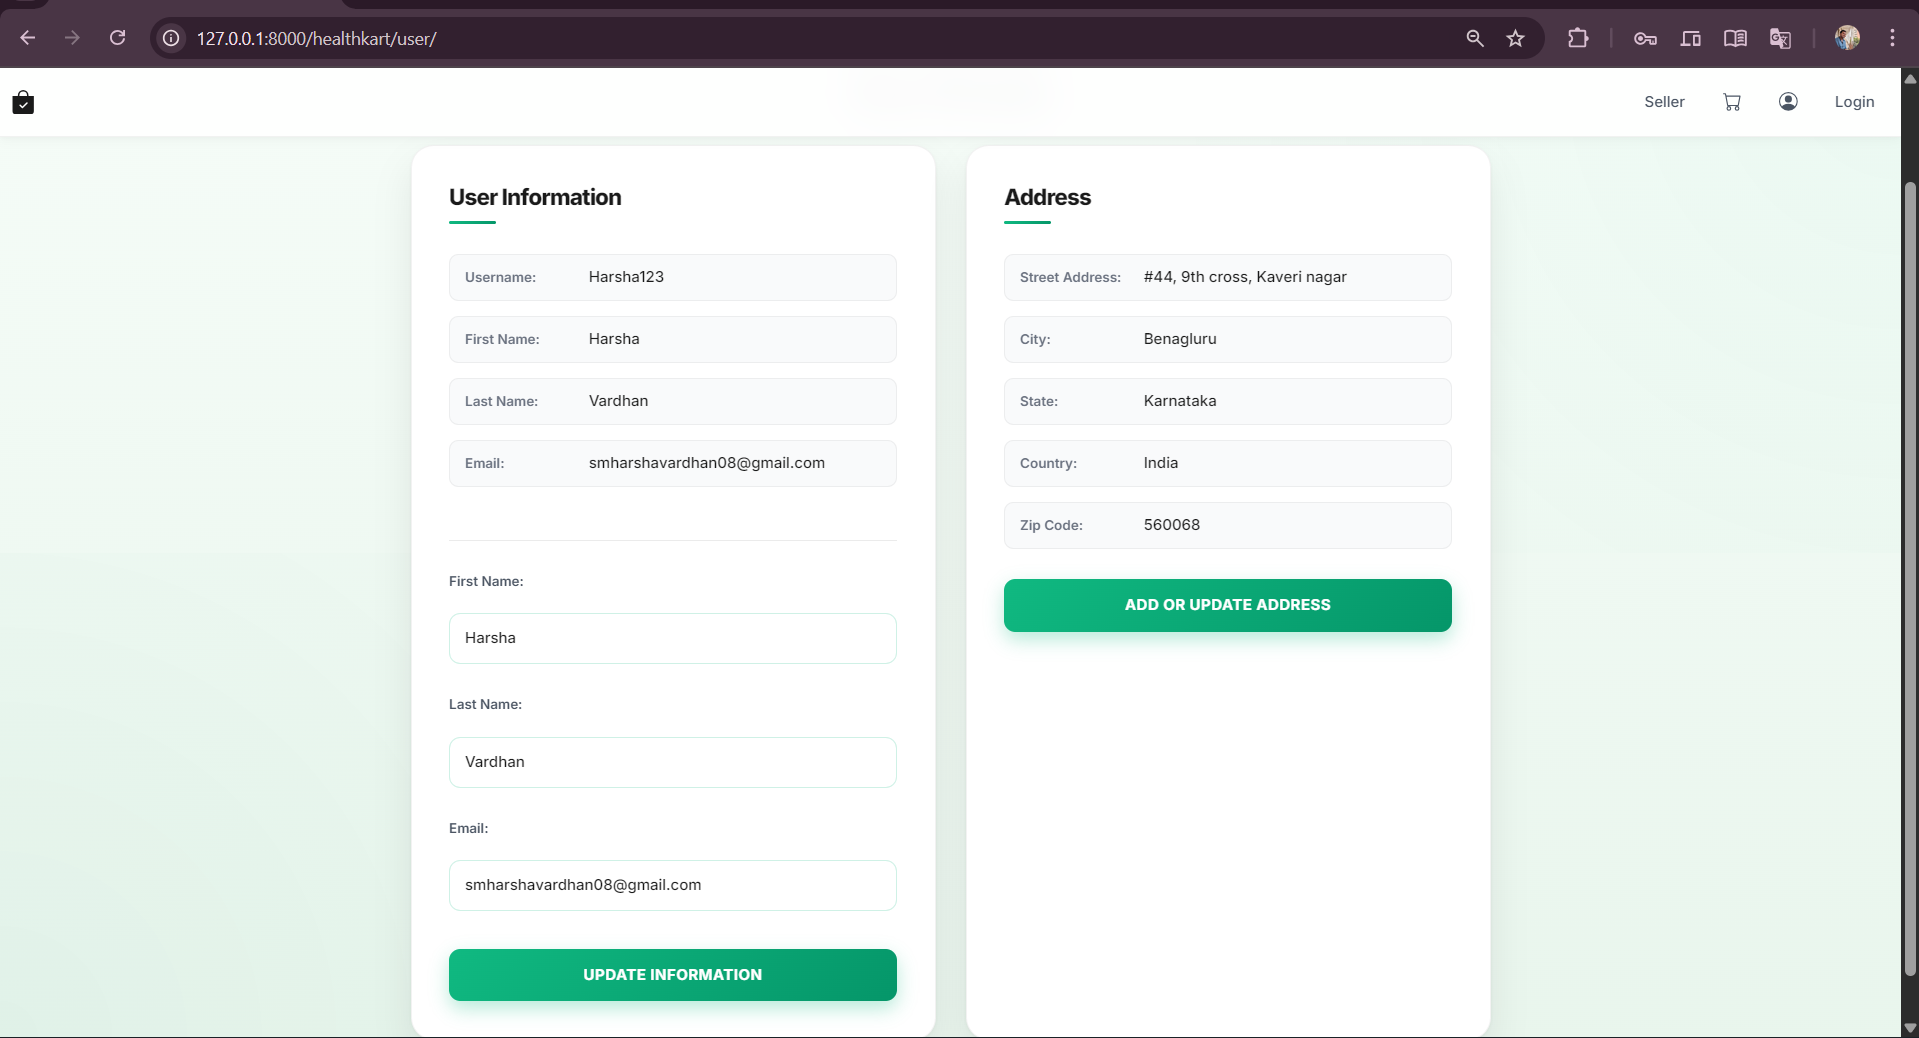 127.0.0.1:8000/healthkart/user/
Seller
Login
User Information
Username: Harsha123
First Name: Harsha
Last Name: Vardhan
Email: smharshavardhan08@gmail.com
First Name:
Harsha
Last Name:
Vardhan
Email:
smharshavardhan08@gmail.com
UPDATE INFORMATION
Address
Street Address: #44, 9th cross, Kaveri nagar
City: Benagluru
State: Karnataka
Country: India
Zip Code: 560068
ADD OR UPDATE ADDRESS